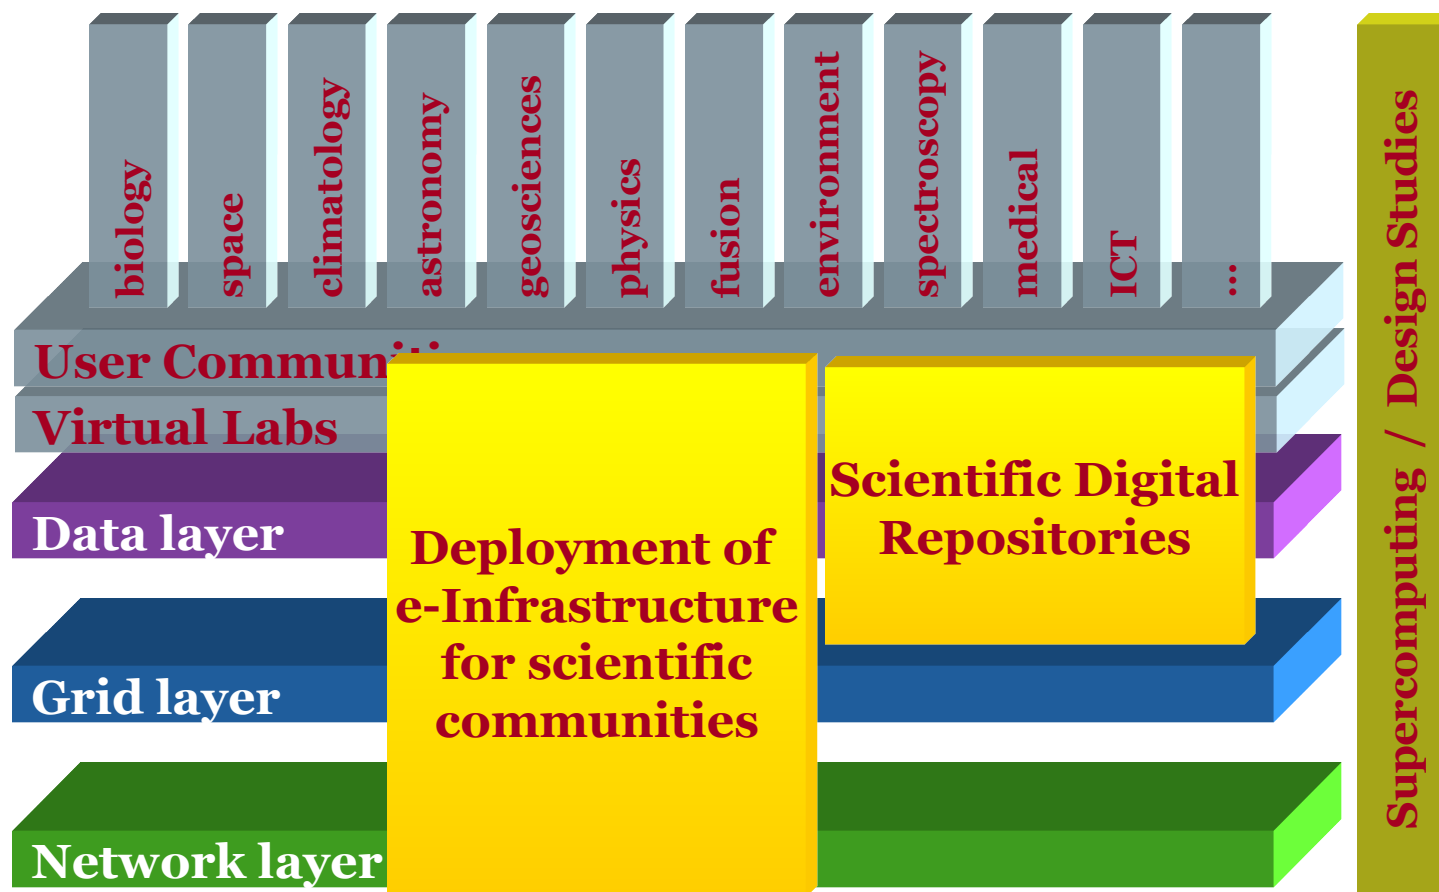 biology
space
climatology
astronomy
geosciences
physics
fusion
environment
spectroscopy
medical
ICT
...
Supercomputing / Design Studies
User Communi
Virtual Labs
Data layer
Grid layer
Network layer
Deployment of
e-Infrastructure
for scientific
communities
Scientific Digital
Repositories